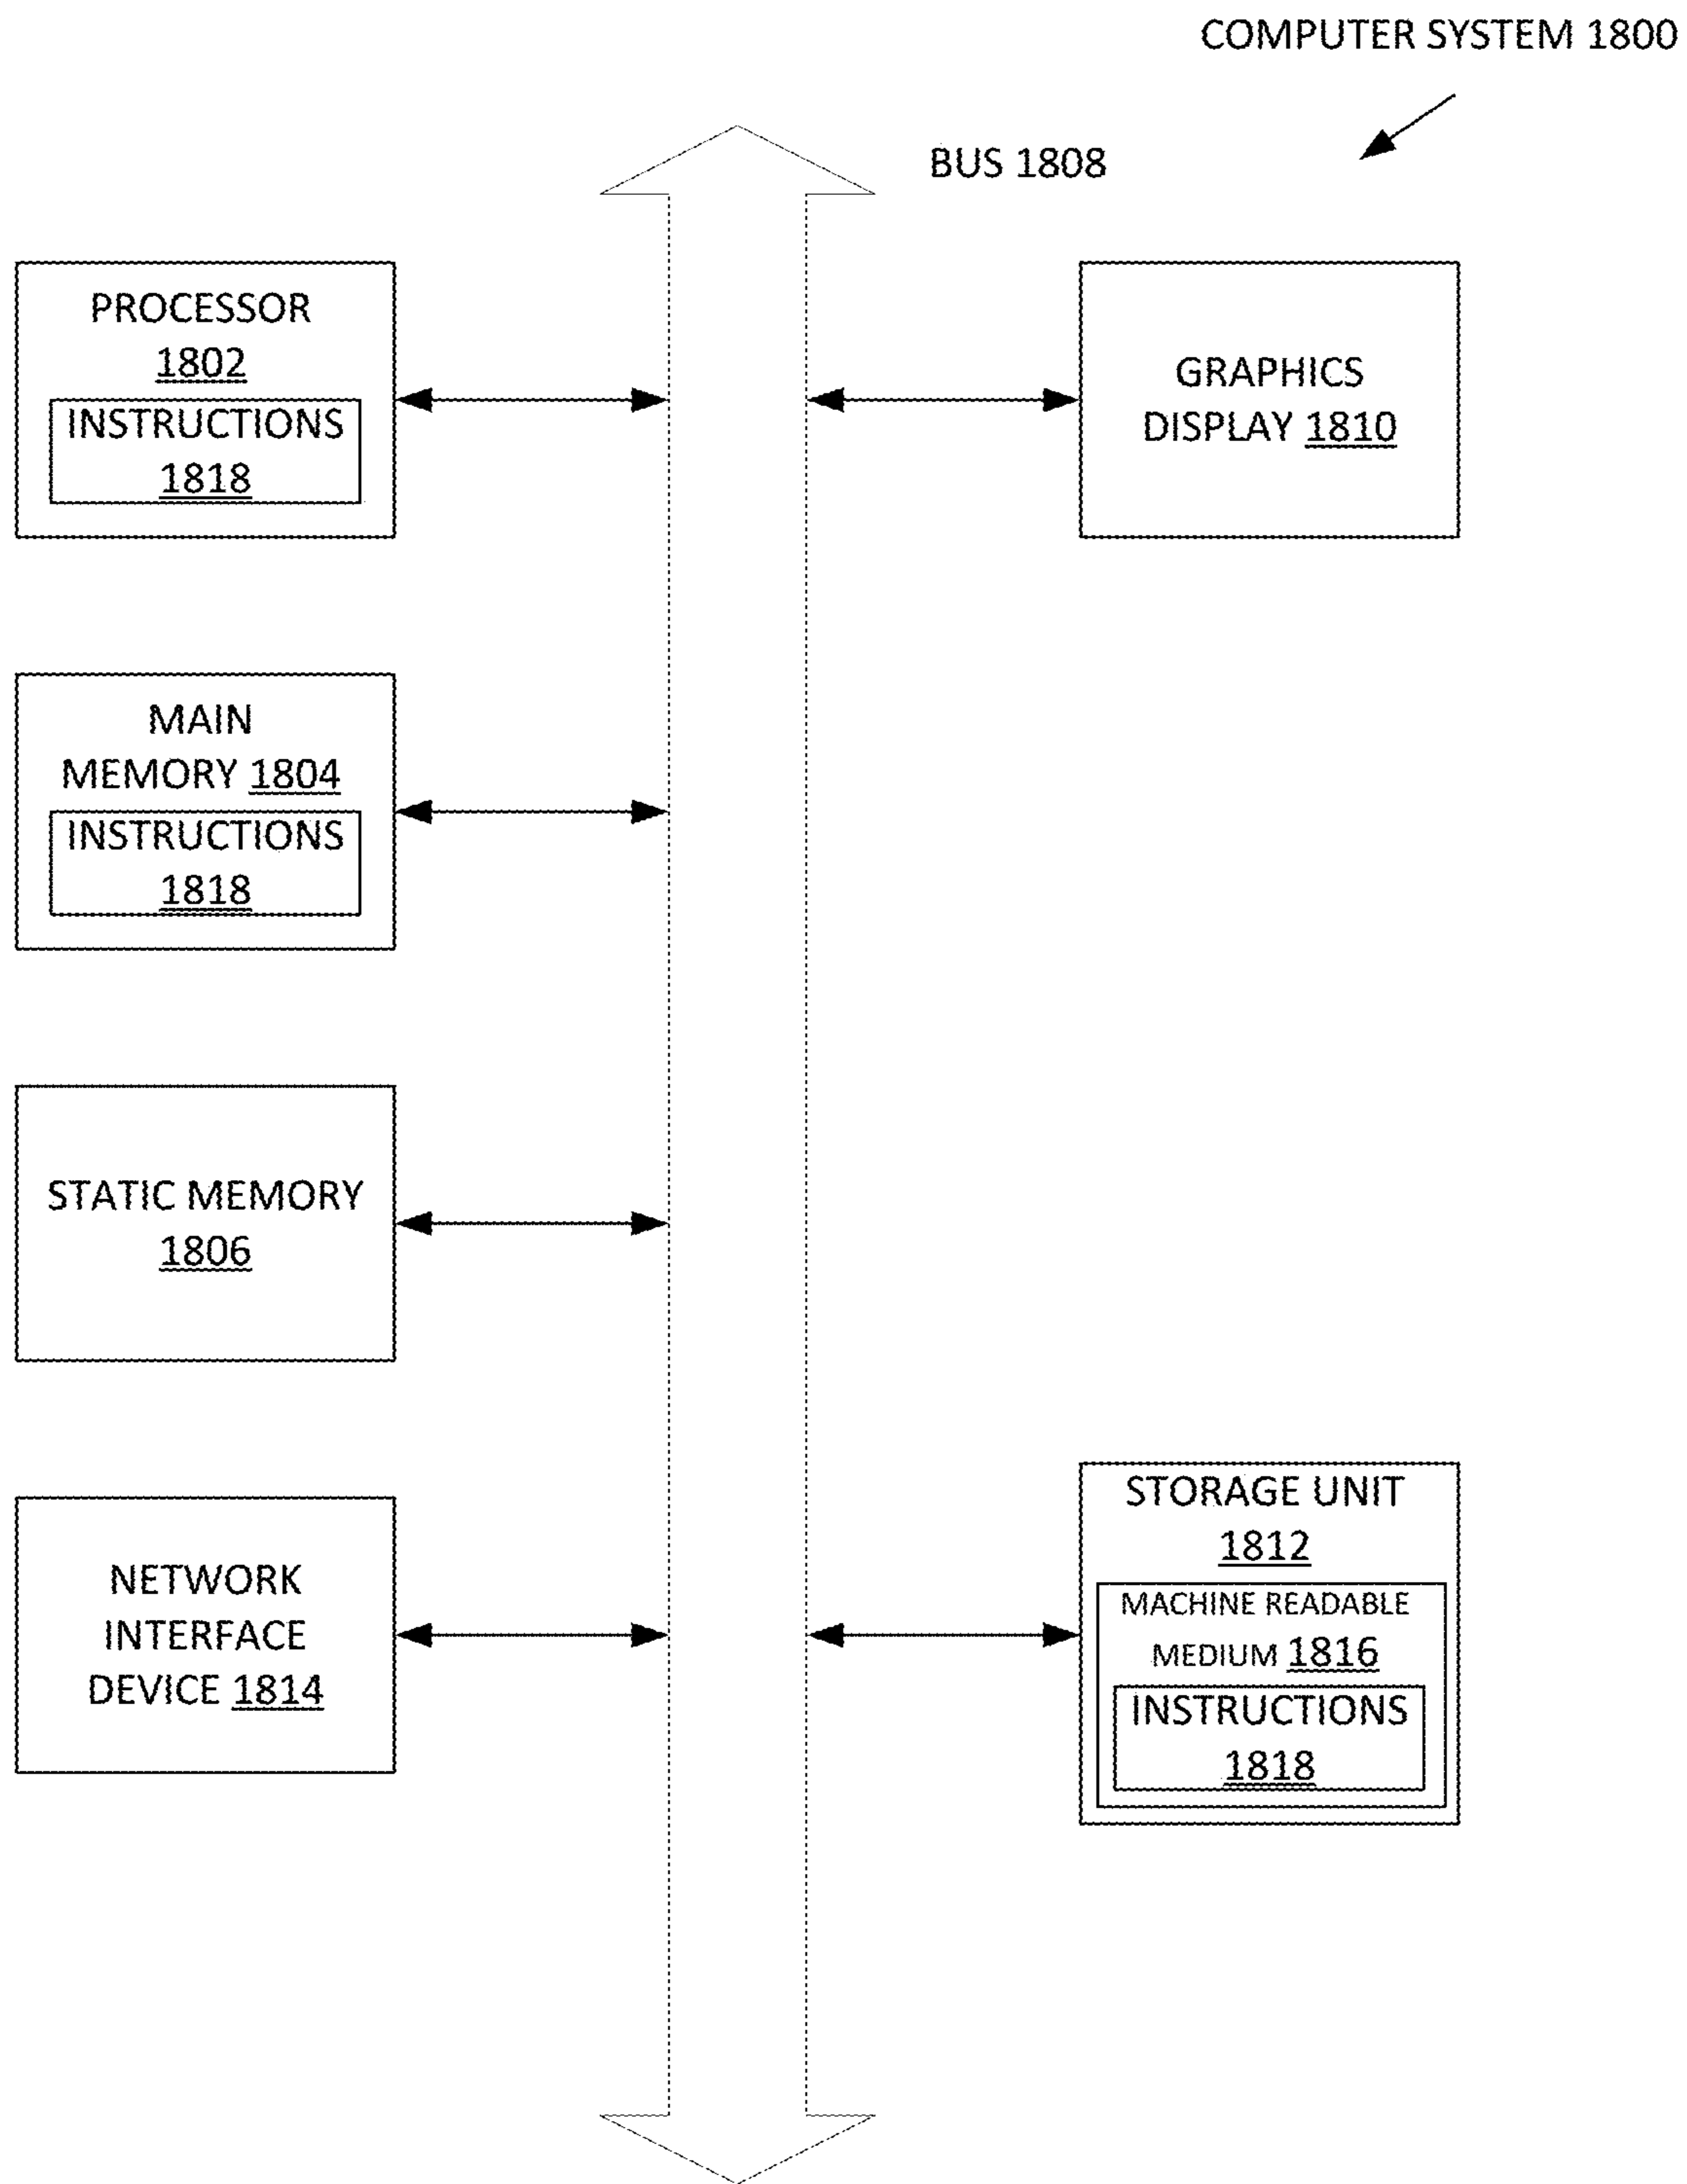 COMPUTER SYSTEM 1800
BUS 1808
PROCESSOR
1802
INSTRUCTIONS
1818
GRAPHICS
DISPLAY 1810
MAIN
MEMORY 1804
INSTRUCTIONS
1818
STATIC MEMORY
1806
NETWORK
INTERFACE
DEVICE 1814
STORAGE UNIT
1812
MACHINE READABLE
MEDIUM 1816
INSTRUCTIONS
1818